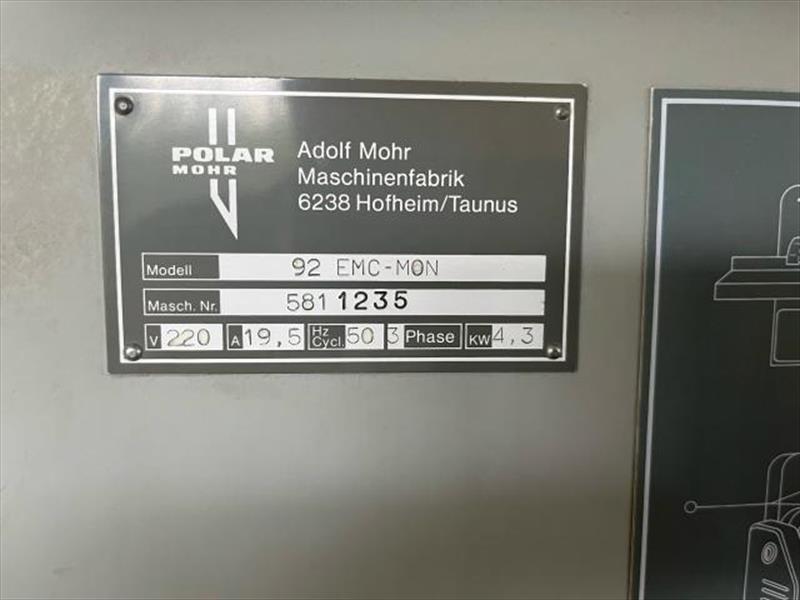 POLAR
MOHR
Adolf Mohr
Maschinenfabrik
6238 Hofheim/Taunus
Modell 92 EMC-MON
Masch. Nr. 581 1235
V 220 A 19,5 Hz Cycl. 50 3 Phase KW 4,3